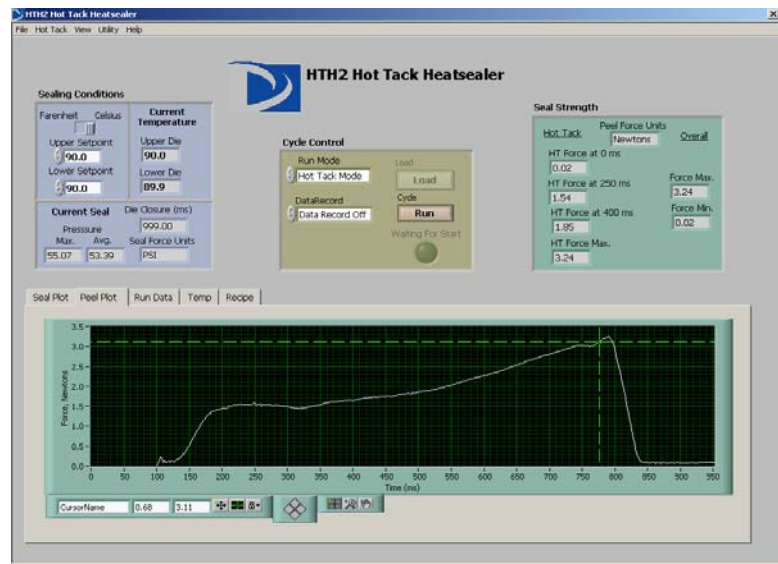 HTH2 Hot Tack Heatsealer
File Hot Tack View Utility Help
HTH2 Hot Tack Heatsealer
Sealing Conditions
Farenheit Celsius
Upper Setpoint
90.0
Lower Setpoint
90.0
Current
Temperature
Upper Die
90.0
Lower Die
89.9
Current Seal
Presssure
Max. Avg.
55.07 53.39
Die Closure (ms)
999.00
Seal Force Units
PSI
Cycle Control
Run Mode
Hot Tack Mode
DataRecord
Data Record Off
Load
Load
Cycle
Run
Waiting For Start
Seal Strength
Peel Force Units
Hot Tack Newtons Overall
HT Force at 0 ms
0.02
HT Force at 250 ms
1.54
HT Force at 400 ms
1.85
HT Force Max.
3.24
Force Max.
3.24
Force Min.
0.02
Seal Plot Peel Plot Run Data Temp Recipe
Force, Newtons
3.5
3.0
2.5
2.0
1.5
1.0
0.5
0.0
0 50 100 150 200 250 300 350 400 450 500 550 600 650 700 750 800 850 900 950
Time (ms)
CursorName 0.68 3.11